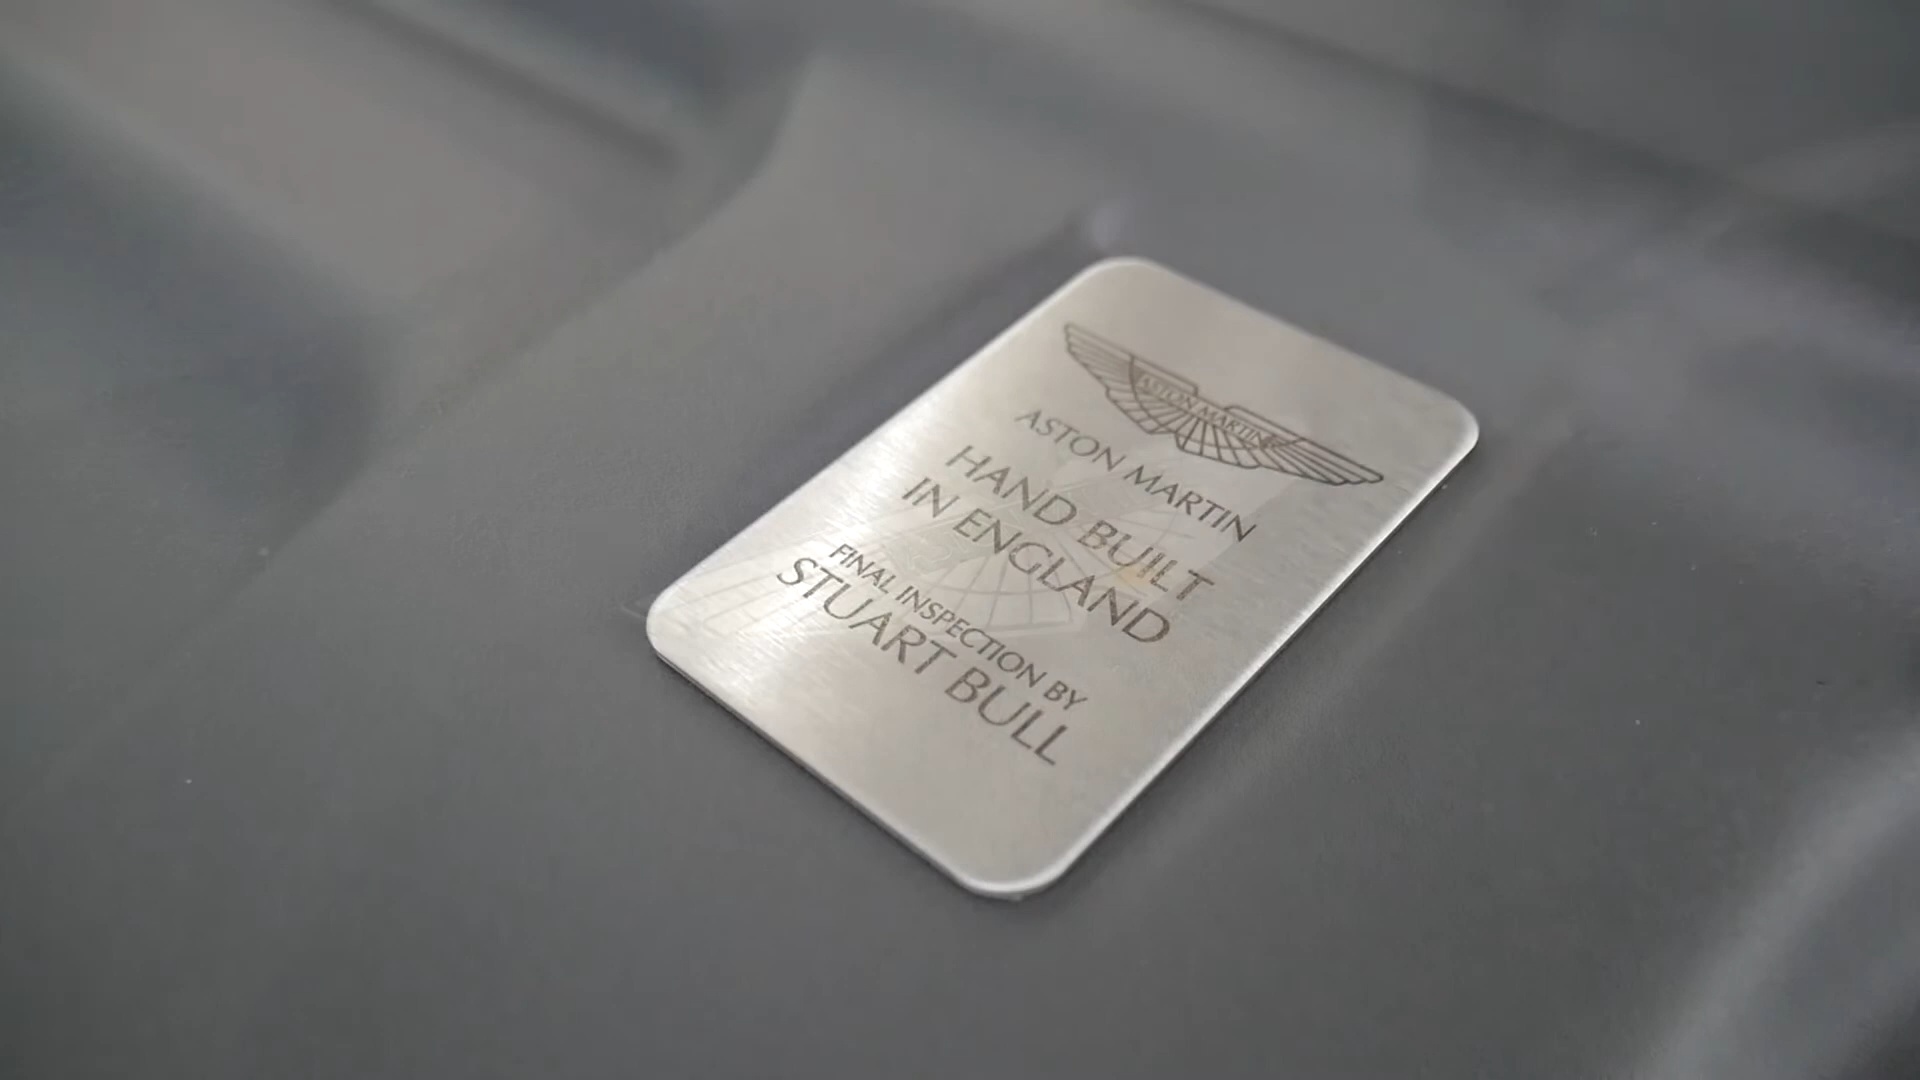 ASTON MARTIN
ASTON MARTIN
HAND BUILT
IN ENGLAND
FINAL INSPECTION BY
STUART BULL